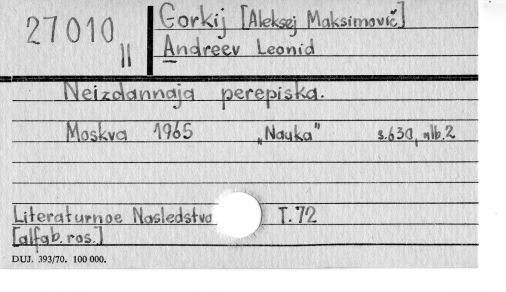 27010
II
Gorkij [Aleksej Maksimovič]
Andreev Leonid
Neizdannaja perepiska.
Moskva 1965 „Nauka" s.630, alb.2
Literaturnoe Nasledstvo T.72
[alfab. ros.]
DUJ. 393/70. 100 000.